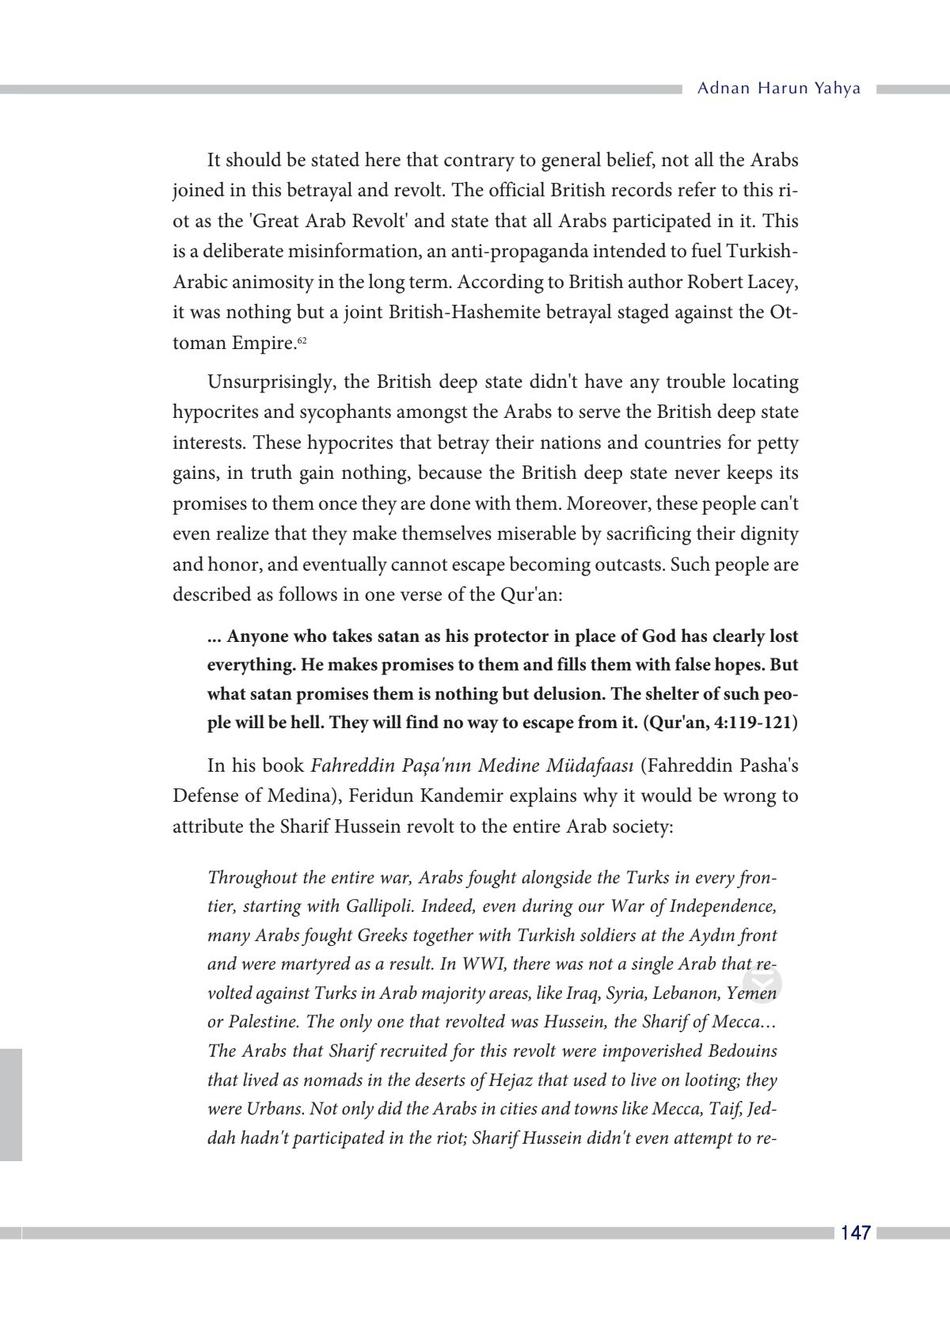 Adnan Harun Yahya
It should be stated here that contrary to general belief, not all the Arabs
joined in this betrayal and revolt. The official British records refer to this ri-
ot as the 'Great Arab Revolt' and state that all Arabs participated in it. This
is a deliberate misinformation, an anti-propaganda intended to fuel Turkish-
Arabic animosity in the long term. According to British author Robert Lacey,
it was nothing but a joint British-Hashemite betrayal staged against the Ot-
toman Empire.62
Unsurprisingly, the British deep state didn't have any trouble locating
hypocrites and sycophants amongst the Arabs to serve the British deep state
interests. These hypocrites that betray their nations and countries for petty
gains, in truth gain nothing, because the British deep state never keeps its
promises to them once they are done with them. Moreover, these people can't
even realize that they make themselves miserable by sacrificing their dignity
and honor, and eventually cannot escape becoming outcasts. Such people are
described as follows in one verse of the Qur'an:
... Anyone who takes satan as his protector in place of God has clearly lost
everything. He makes promises to them and fills them with false hopes. But
what satan promises them is nothing but delusion. The shelter of such peo-
ple will be hell. They will find no way to escape from it. (Qur'an, 4:119-121)
In his book Fahreddin Paşa'nın Medine Müdafaası (Fahreddin Pasha's
Defense of Medina), Feridun Kandemir explains why it would be wrong to
attribute the Sharif Hussein revolt to the entire Arab society:
Throughout the entire war, Arabs fought alongside the Turks in every fron-
tier, starting with Gallipoli. Indeed, even during our War of Independence,
many Arabs fought Greeks together with Turkish soldiers at the Aydın front
and were martyred as a result. In WWI, there was not a single Arab that re-
volted against Turks in Arab majority areas, like Iraq, Syria, Lebanon, Yemen
or Palestine. The only one that revolted was Hussein, the Sharif of Mecca…
The Arabs that Sharif recruited for this revolt were impoverished Bedouins
that lived as nomads in the deserts of Hejaz that used to live on looting; they
were Urbans. Not only did the Arabs in cities and towns like Mecca, Taif, Jed-
dah hadn't participated in the riot; Sharif Hussein didn't even attempt to re-
147